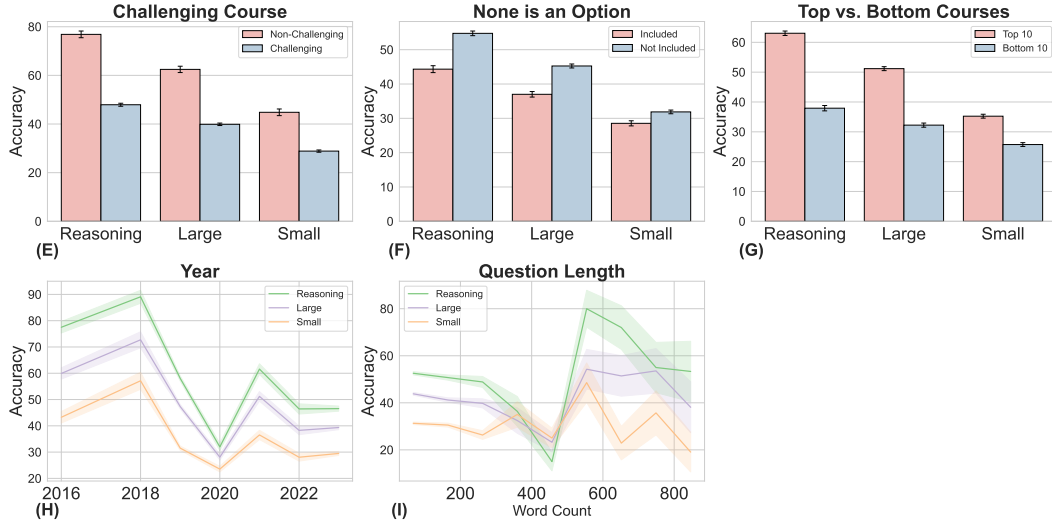 Challenging Course
80
60
40
20
0
Accuracy
Non-Challenging
Challenging
Reasoning
Large
Small
(E)
None is an Option
50
40
30
20
10
0
Accuracy
Included
Not Included
Reasoning
Large
Small
(F)
Top vs. Bottom Courses
60
50
40
30
20
10
0
Accuracy
Top 10
Bottom 10
Reasoning
Large
Small
(G)
Year
90
80
70
60
50
40
30
20
Accuracy
Reasoning
Large
Small
2016
2018
2020
2022
(H)
Question Length
80
60
40
20
Accuracy
Reasoning
Large
Small
200
400
600
800
Word Count
(I)